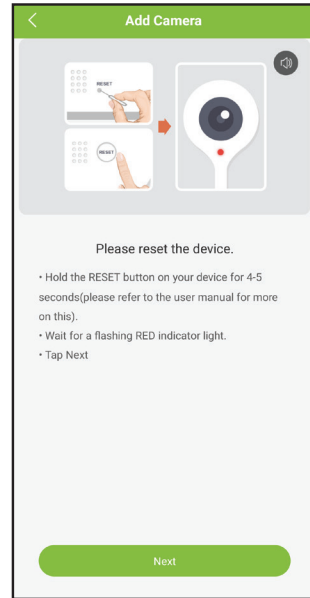 Add Camera
RESET
RESET
Please reset the device.
• Hold the RESET button on your device for 4-5
seconds(please refer to the user manual for more
on this).
• Wait for a flashing RED indicator light.
• Tap Next
Next